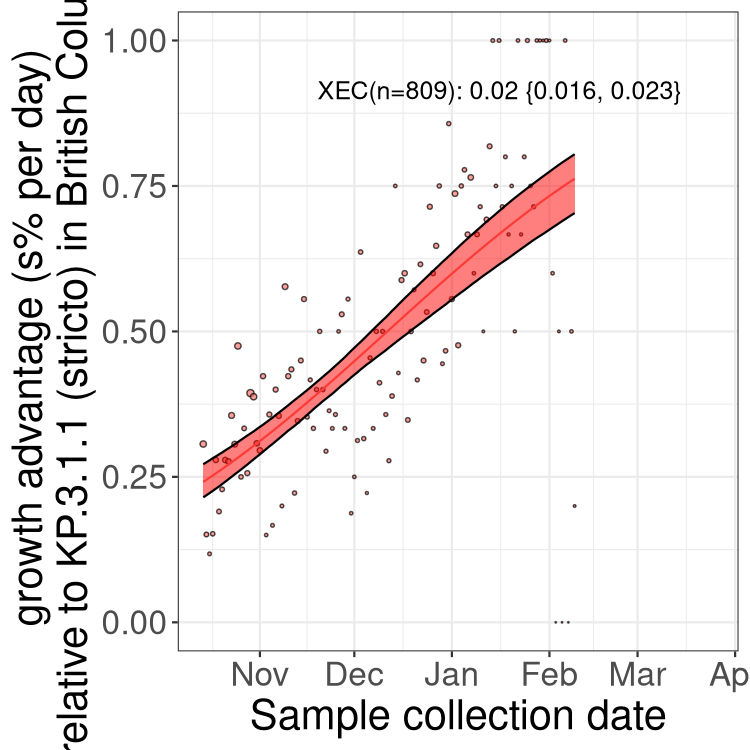 growth advantage (s% per day)
relative to KP.3.1.1 (stricto) in British Colu
1.00
0.75
0.50
0.25
0.00
XEC(n=809): 0.02 {0.016, 0.023}
Nov Dec Jan Feb Mar Ap
Sample collection date